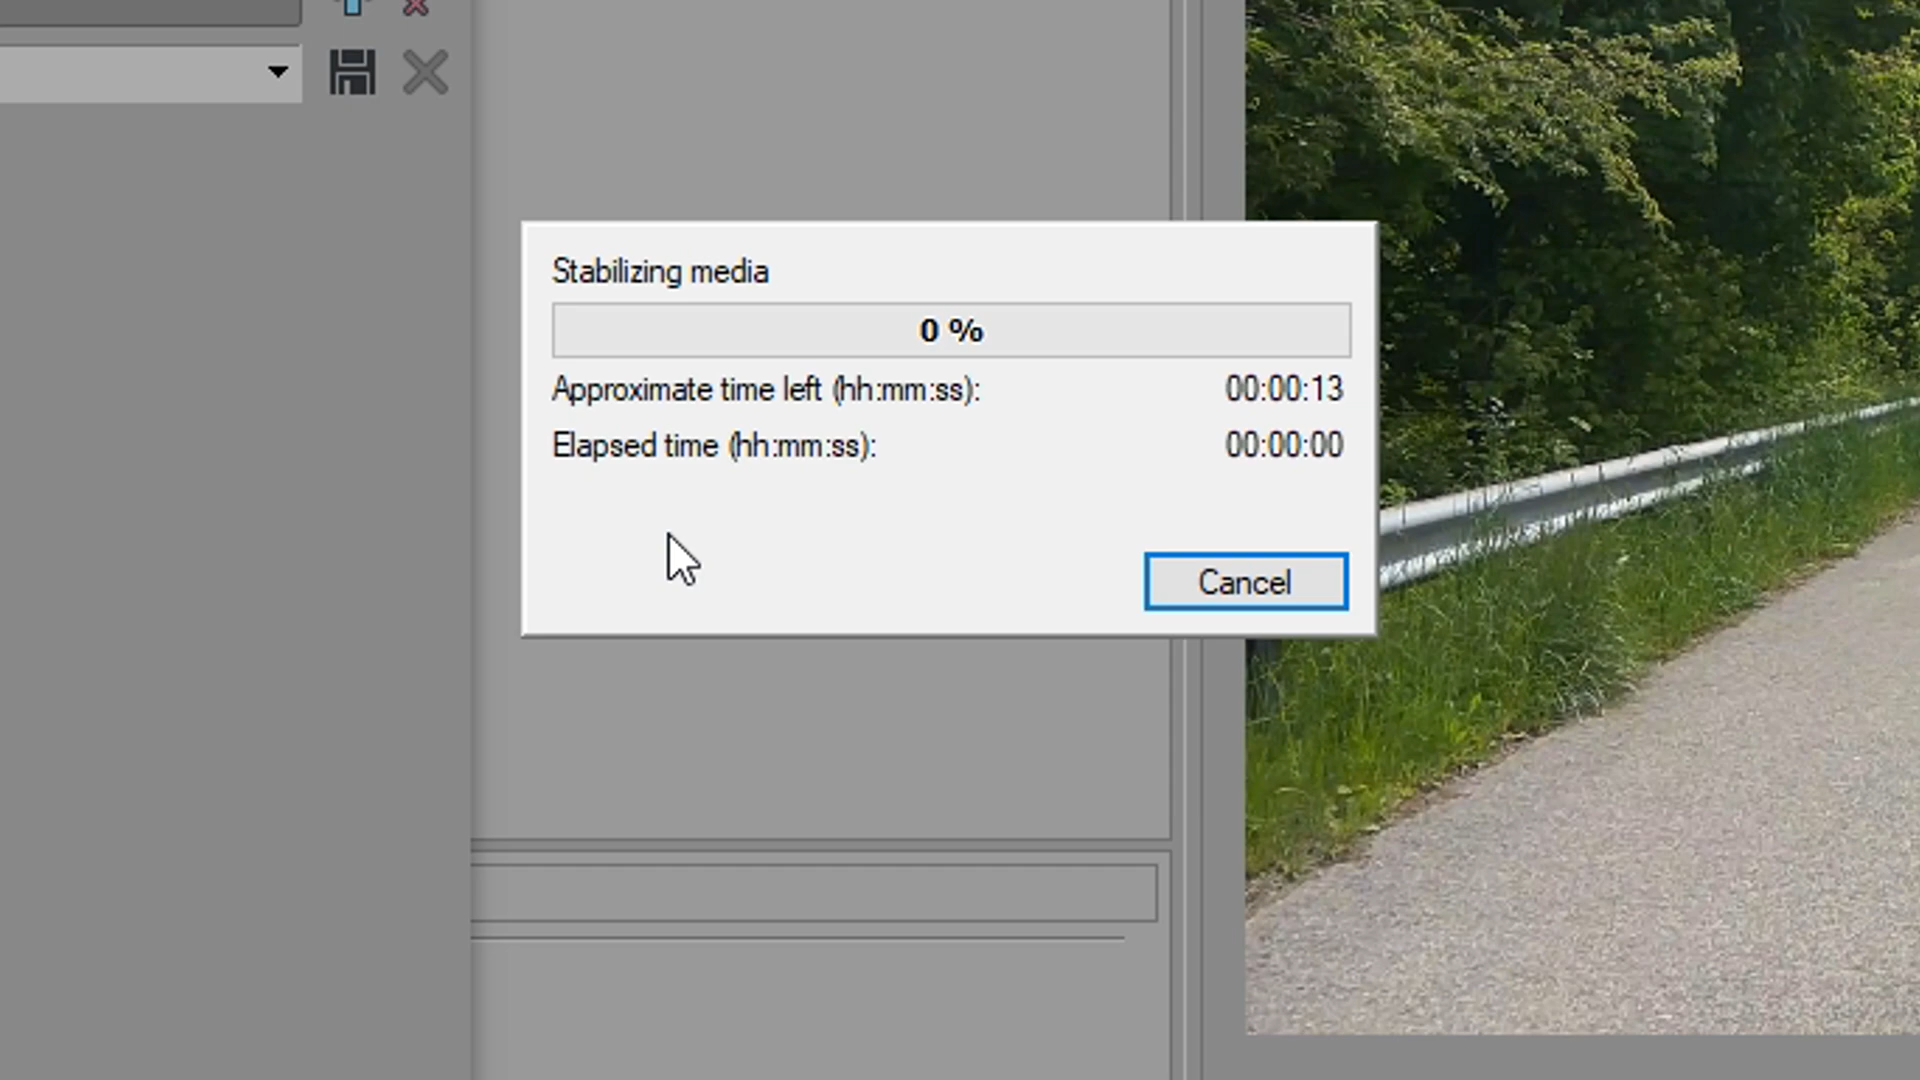 Stabilizing media
0 %
Approximate time left (hh:mm:ss): 00:00:13
Elapsed time (hh:mm:ss): 00:00:00
Cancel